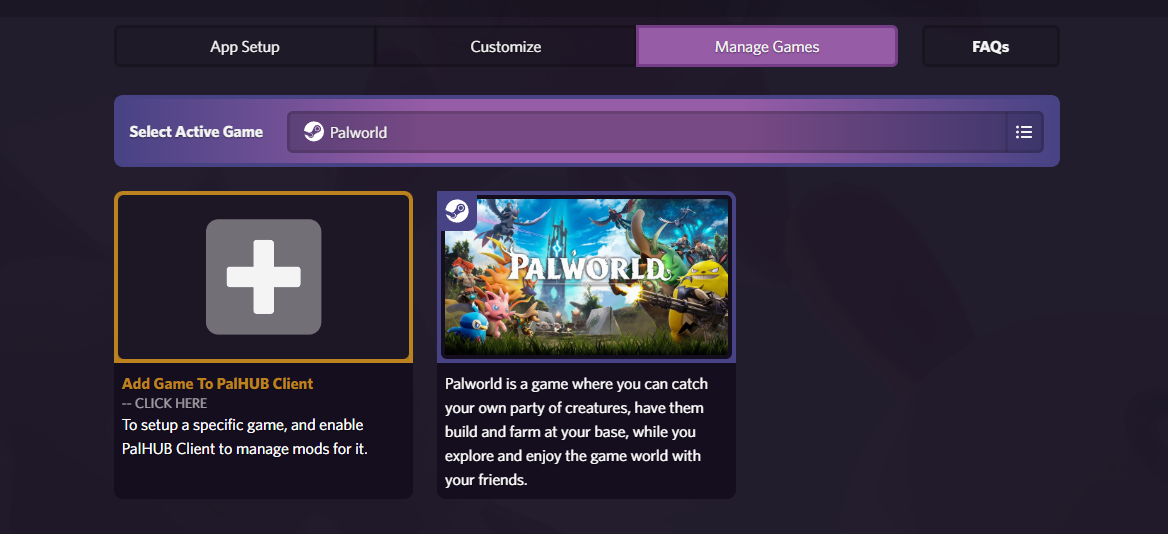 App Setup
Customize
Manage Games
FAQs
Select Active Game
Palworld
PALWORLD
Add Game To PalHUB Client
-- CLICK HERE
To setup a specific game, and enable
PalHUB Client to manage mods for it.
Palworld is a game where you can catch
your own party of creatures, have them
build and farm at your base, while you
explore and enjoy the game world with
your friends.